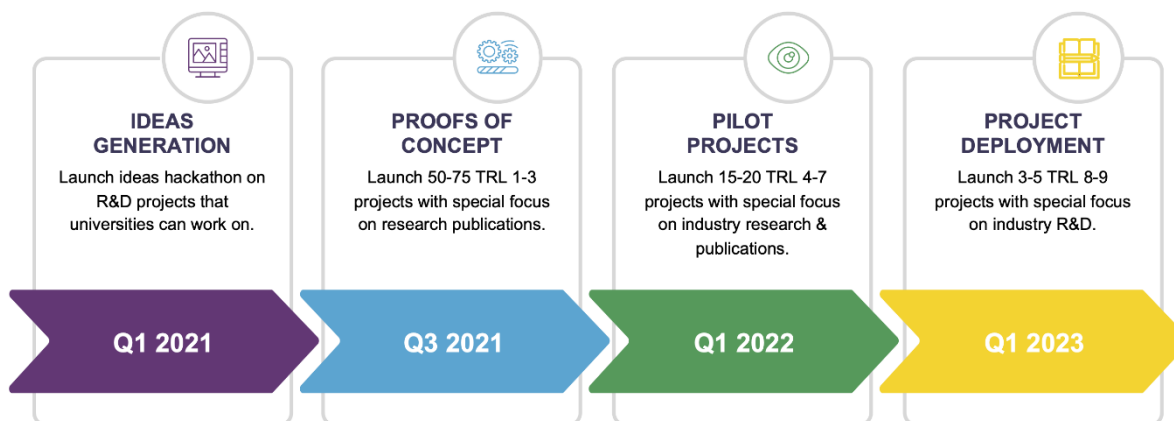 IDEAS
GENERATION
Launch ideas hackathon on
R&D projects that
universities can work on.
Q1 2021
PROOFS OF
CONCEPT
Launch 50-75 TRL 1-3
projects with special focus
on research publications.
Q3 2021
PILOT
PROJECTS
Launch 15-20 TRL 4-7
projects with special focus
on industry research &
publications.
Q1 2022
PROJECT
DEPLOYMENT
Launch 3-5 TRL 8-9
projects with special focus
on industry R&D.
Q1 2023